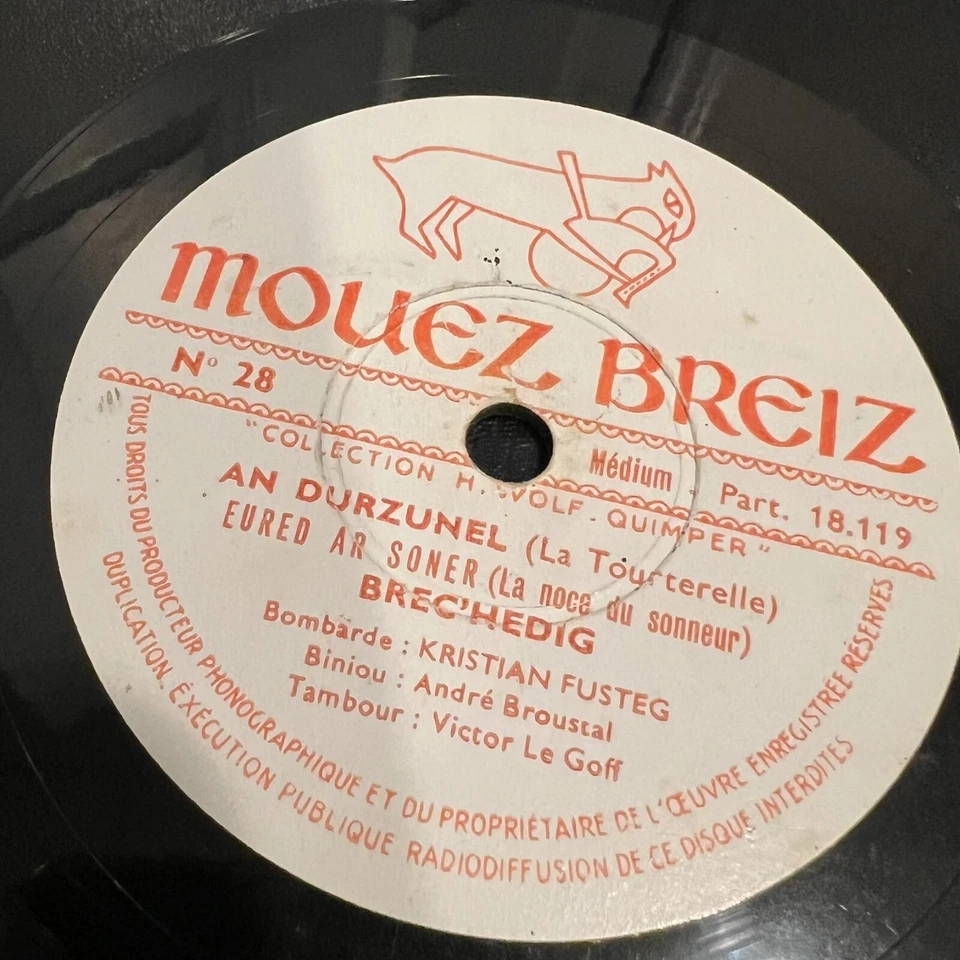 MOUEZ BREIZ
N° 28 Médium Part. 18.119
"COLLECTION H. WOLF - QUIMPER"
AN DURZUNEL (La Tourterelle)
EURED AR SONER (La noce du sonneur)
BREC'HEDIG
Bombarde : KRISTIAN FUSTEG
Biniou : André Broustal
Tambour : Victor Le Goff
TOUS DROITS DU PRODUCTEUR PHONOGRAPHIQUE ET DU PROPRIÉTAIRE DE L'ŒUVRE ENREGISTRÉE RÉSERVÉS
DUPLICATION. ÉXÉCUTION PUBLIQUE RADIODIFFUSION DE CE DISQUE INTERDITES